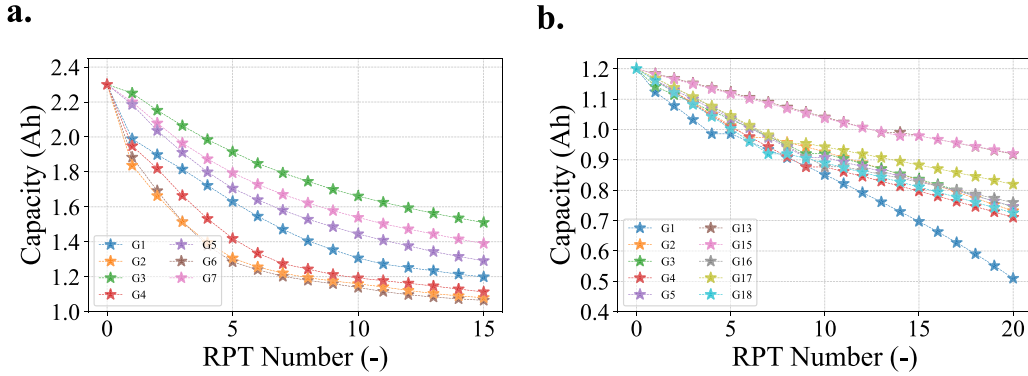 a.
Capacity (Ah)
2.4
2.2
2.0
1.8
1.6
1.4
1.2
1.0
G1
G2
G3
G4
G5
G6
G7
0
5
10
15
RPT Number (-)
b.
Capacity (Ah)
1.2
1.1
1.0
0.9
0.8
0.7
0.6
0.5
0.4
G1
G2
G3
G4
G5
G13
G15
G16
G17
G18
0
5
10
15
20
RPT Number (-)